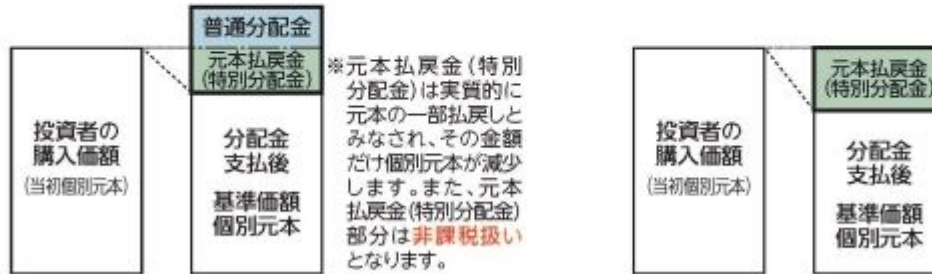 普通分配金
元本払戻金
(特別分配金)
投資者の
購入価額
(当初個別元本)
分配金
支払後
基準価額
個別元本
※元本払戻金(特別
分配金)は実質的に
元本の一部払戻しと
みなされ、その金額
だけ個別元本が減少
します。また、元本
払戻金(特別分配金)
部分は非課税扱い
となります。
投資者の
購入価額
(当初個別元本)
元本払戻金
(特別分配金)
分配金
支払後
基準価額
個別元本